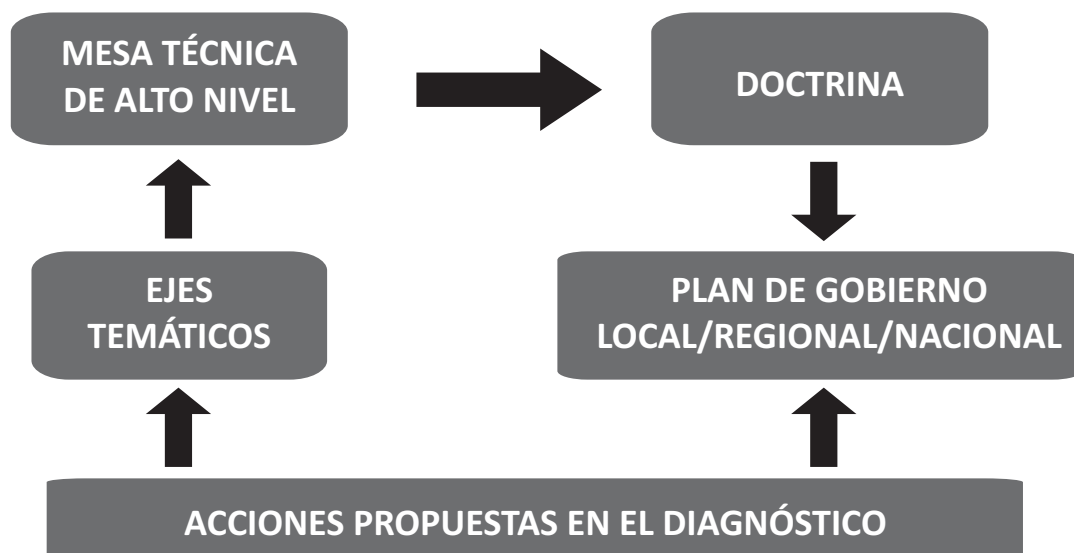 MESA TÉCNICA
DE ALTO NIVEL
DOCTRINA
EJES
TEMÁTICOS
PLAN DE GOBIERNO
LOCAL/REGIONAL/NACIONAL
ACCIONES PROPUESTAS EN EL DIAGNÓSTICO